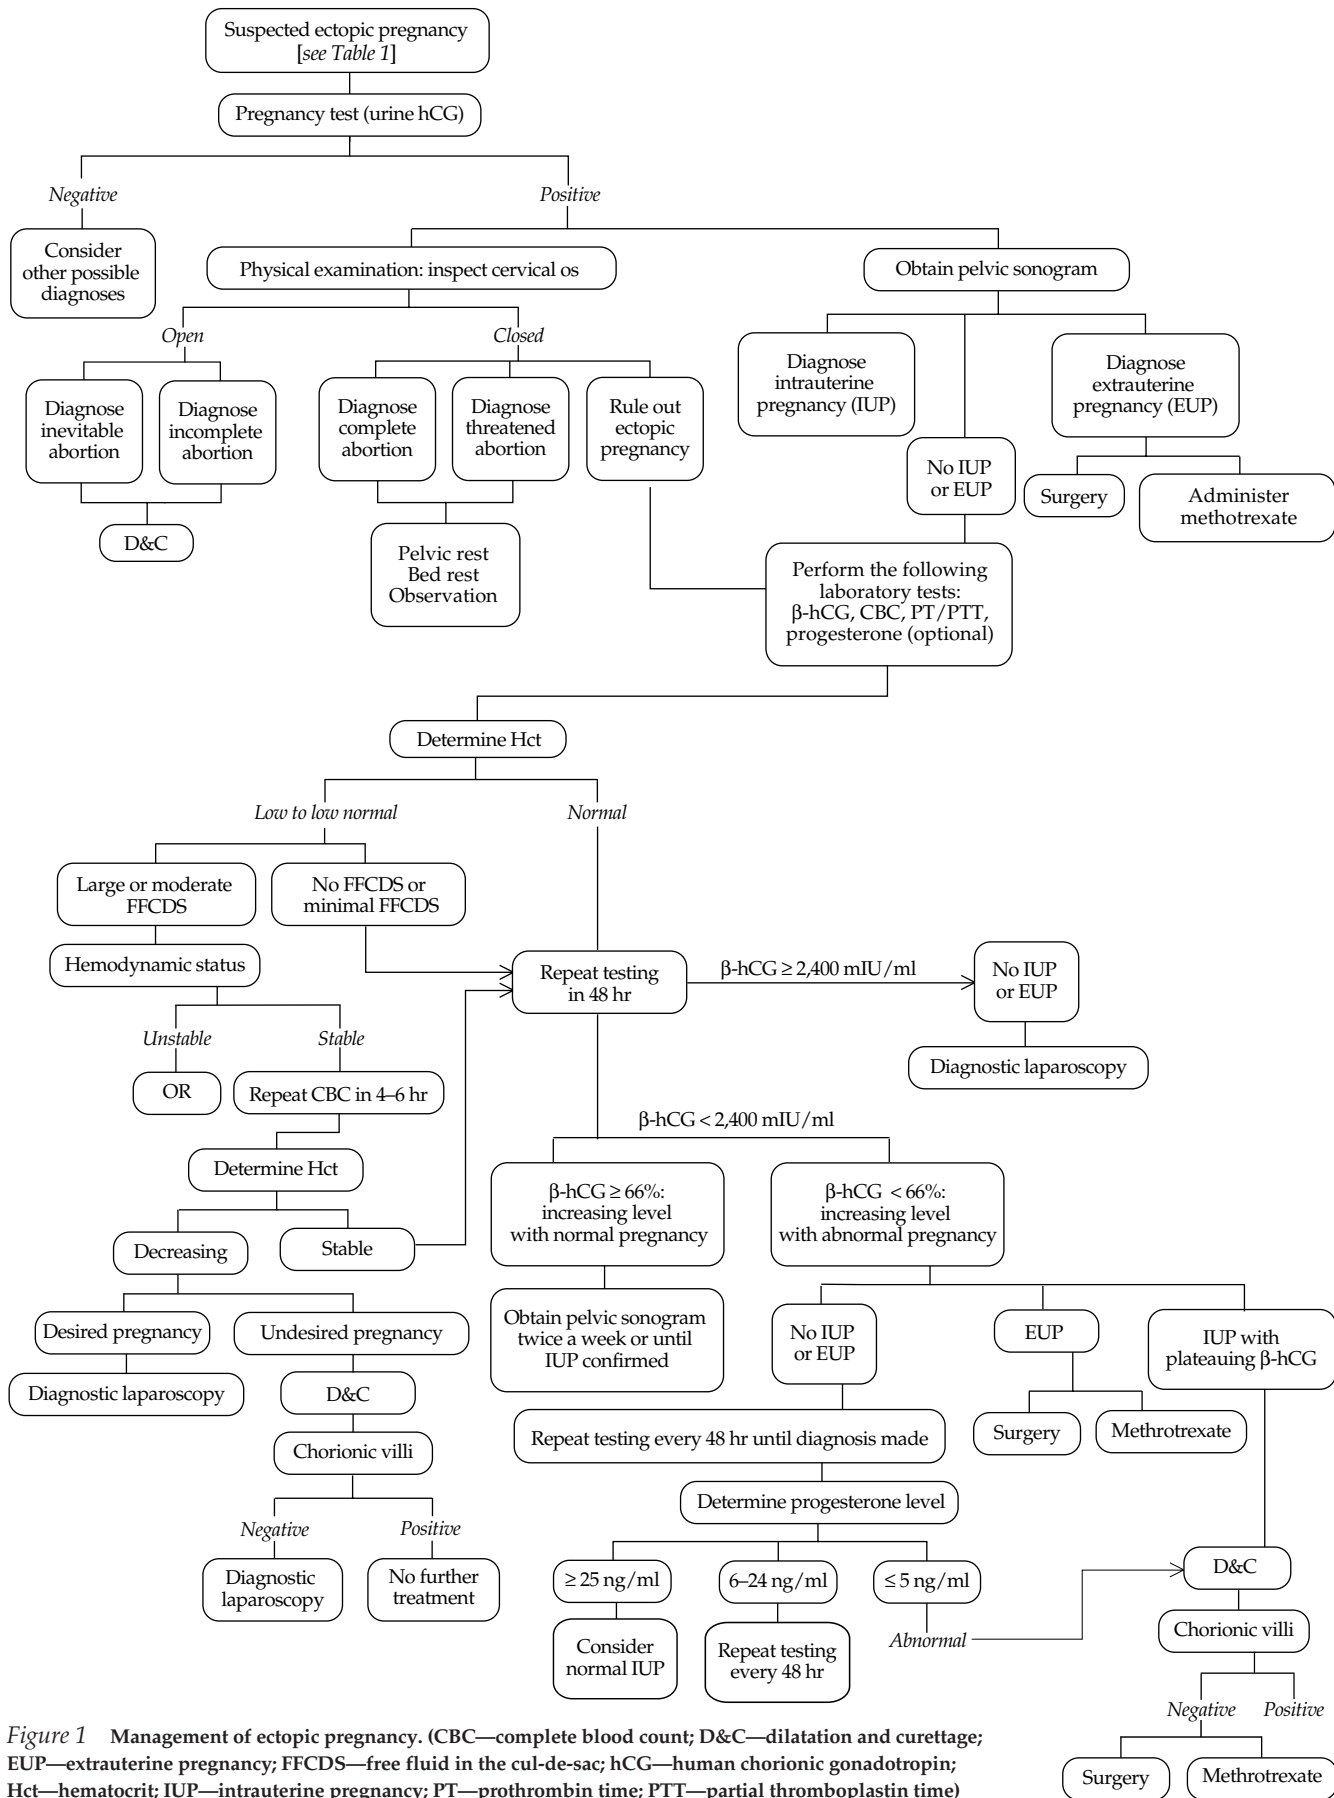 Suspected ectopic pregnancy
[see Table 1]
Pregnancy test (urine hCG)
Negative
Positive
Consider
other possible
diagnoses
Physical examination: inspect cervical os
Obtain pelvic sonogram
Open
Closed
Diagnose
inevitable
abortion
Diagnose
incomplete
abortion
Diagnose
complete
abortion
Diagnose
threatened
abortion
Rule out
ectopic
pregnancy
Diagnose
intrauterine
pregnancy (IUP)
No IUP
or EUP
Diagnose
extrauterine
pregnancy (EUP)
Surgery
Administer
methotrexate
D&C
Pelvic rest
Bed rest
Observation
Perform the following
laboratory tests:
β-hCG, CBC, PT/PTT,
progesterone (optional)
Determine Hct
Low to low normal
Normal
Large or moderate
FFCDS
No FFCDS or
minimal FFCDS
Hemodynamic status
Repeat testing
in 48 hr
β-hCG ≥ 2,400 mIU/ml
No IUP
or EUP
Diagnostic laparoscopy
Unstable
Stable
OR
Repeat CBC in 4–6 hr
β-hCG < 2,400 mIU/ml
Determine Hct
Decreasing
Stable
β-hCG ≥ 66%:
increasing level
with normal pregnancy
β-hCG < 66%:
increasing level
with abnormal pregnancy
Desired pregnancy
Undesired pregnancy
Obtain pelvic sonogram
twice a week or until
IUP confirmed
No IUP
or EUP
EUP
IUP with
plateauing β-hCG
Diagnostic laparoscopy
D&C
Surgery
Methrotrexate
Chorionic villi
Repeat testing every 48 hr until diagnosis made
Determine progesterone level
Negative
Positive
Diagnostic
laparoscopy
No further
treatment
≥ 25 ng/ml
6–24 ng/ml
≤ 5 ng/ml
D&C
Consider
normal IUP
Repeat testing
every 48 hr
Abnormal
Chorionic villi
Negative
Positive
Surgery
Methrotrexate
Figure 1 Management of ectopic pregnancy. (CBC—complete blood count; D&C—dilatation and curettage;
EUP—extrauterine pregnancy; FFCDS—free fluid in the cul-de-sac; hCG—human chorionic gonadotropin;
Hct—hematocrit; IUP—intrauterine pregnancy; PT—prothrombin time; PTT—partial thromboplastin time)